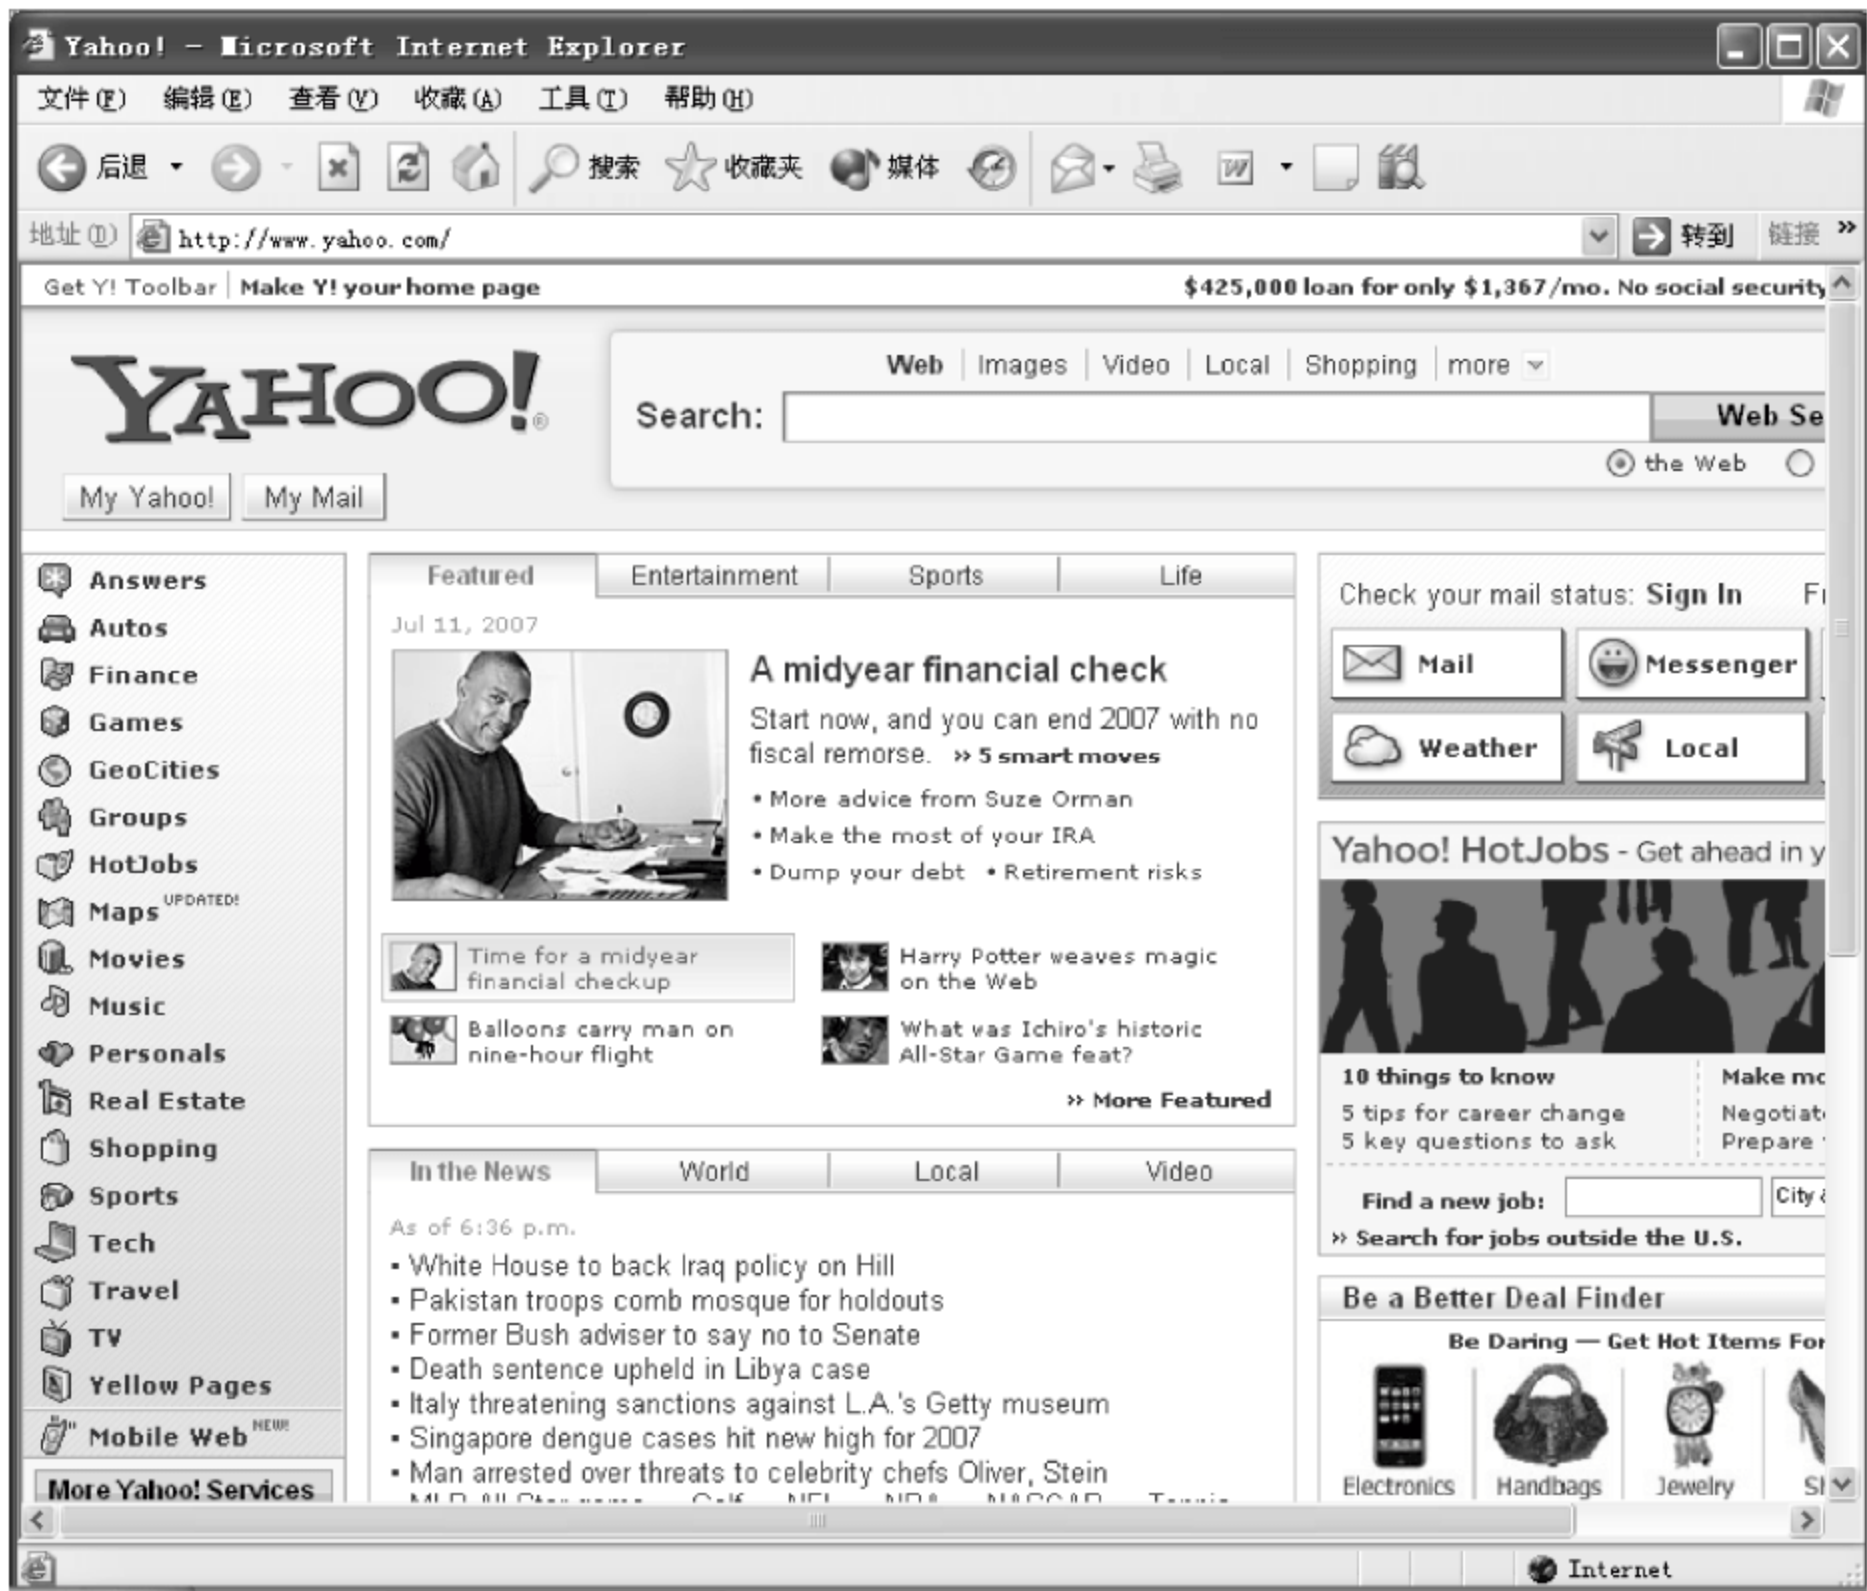 Yahoo! - Microsoft Internet Explorer
文件(F) 编辑(E) 查看(V) 收藏(A) 工具(T) 帮助(H)
后退 搜索 收藏夹 媒体
地址(D) http://www.yahoo.com/ 转到 链接 »
Get Y! Toolbar Make Y! your home page $425,000 loan for only $1,367/mo. No social security
YAHOO!®
Web Images Video Local Shopping more
Search: Web Se
the Web
My Yahoo! My Mail
Answers
Autos
Finance
Games
GeoCities
Groups
HotJobs
Maps UPDATED!
Movies
Music
Personals
Real Estate
Shopping
Sports
Tech
Travel
TV
Yellow Pages
Mobile Web NEW!
More Yahoo! Services
Featured Entertainment Sports Life
Jul 11, 2007
A midyear financial check
Start now, and you can end 2007 with no
fiscal remorse. » 5 smart moves
• More advice from Suze Orman
• Make the most of your IRA
• Dump your debt • Retirement risks
Time for a midyear
financial checkup
Harry Potter weaves magic
on the Web
Balloons carry man on
nine-hour flight
What was Ichiro's historic
All-Star Game feat?
» More Featured
In the News World Local Video
As of 6:36 p.m.
▪ White House to back Iraq policy on Hill
▪ Pakistan troops comb mosque for holdouts
▪ Former Bush adviser to say no to Senate
▪ Death sentence upheld in Libya case
▪ Italy threatening sanctions against L.A.'s Getty museum
▪ Singapore dengue cases hit new high for 2007
▪ Man arrested over threats to celebrity chefs Oliver, Stein
Check your mail status: Sign In
Mail Messenger
Weather Local
Yahoo! HotJobs - Get ahead in y
10 things to know
5 tips for career change
5 key questions to ask
Make mo
Negotiat
Prepare
Find a new job: City &
» Search for jobs outside the U.S.
Be a Better Deal Finder
Be Daring — Get Hot Items For
Electronics Handbags Jewelry
Internet